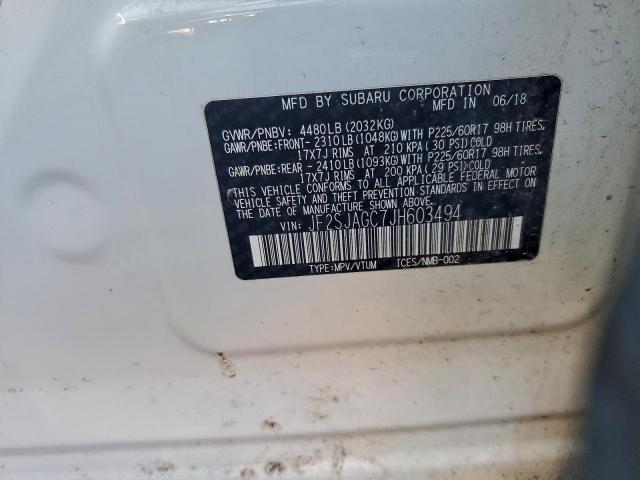 MFD BY SUBARU CORPORATION
MFD IN 06/18
GVWR/PNBV: 4480LB(2032KG)
GAWR/PNBE:FRONT-2310LB(1048KG)WITH P225/60R17 98H TIRES,
17X7J RIMS AT 210 KPA(30 PSI)COLD
GAWR/PNBE:REAR -2410LB(1093KG)WITH P225/60R17 98H TIRES,
17X7J RIMS AT 200 KPA(29 PSI)COLD
THIS VEHICLE CONFORMS TO ALL APPLICABLE FEDERAL MOTOR
VEHICLE SAFETY AND THEFT PREVENTION STANDARDS IN EFFECT ON
THE DATE OF MANUFACTURE SHOWN ABOVE.
VIN: JF2SJAGC7JH603494
TYPE:MPV/VTUM ICES/NMB-002